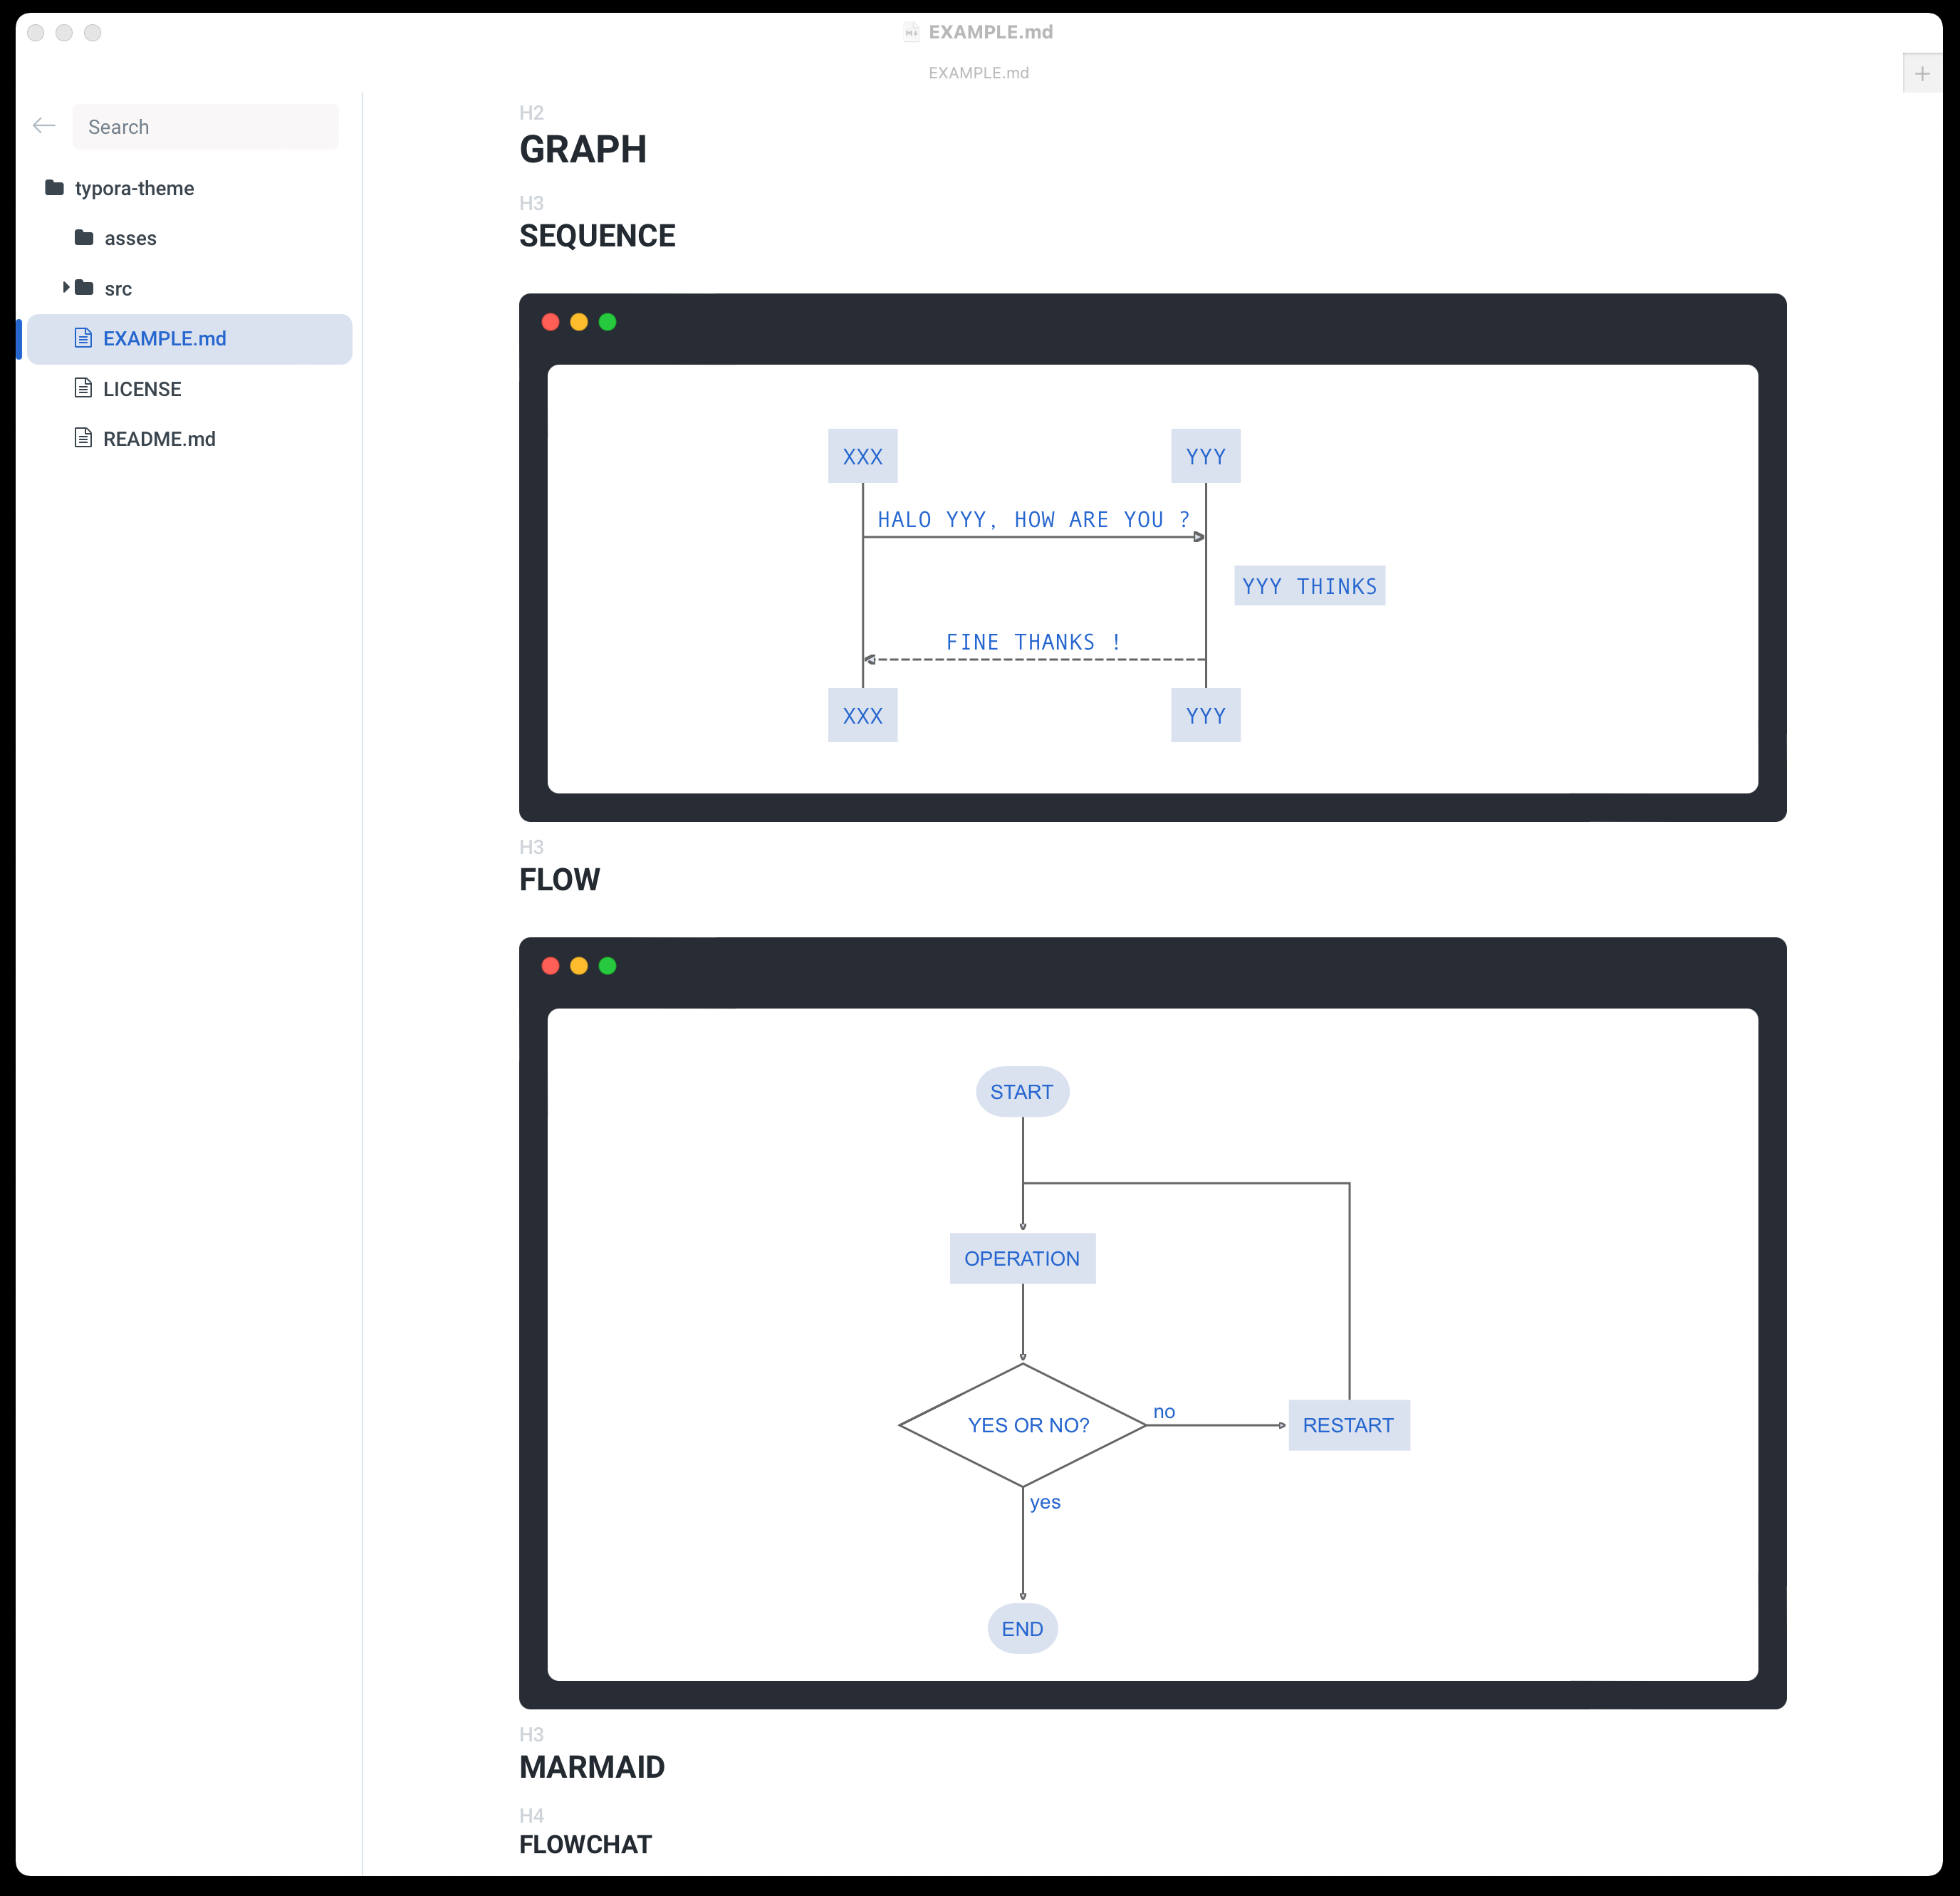 EXAMPLE.md
EXAMPLE.md
Search
typora-theme
asses
src
EXAMPLE.md
LICENSE
README.md
H2
GRAPH
H3
SEQUENCE
XXX YYY
HALO YYY, HOW ARE YOU ?
YYY THINKS
FINE THANKS !
XXX YYY
H3
FLOW
START
OPERATION
YES OR NO? no RESTART
yes
END
H3
MARMAID
H4
FLOWCHAT